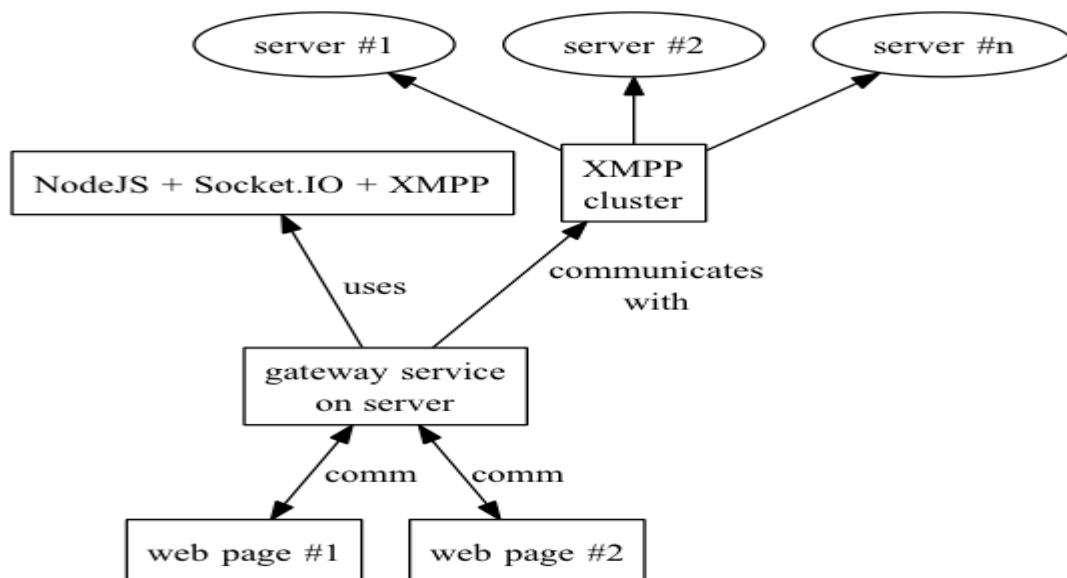 server #1
server #2
server #n
NodeJS + Socket.IO + XMPP
XMPP
cluster
uses
communicates
with
gateway service
on server
comm
comm
web page #1
web page #2